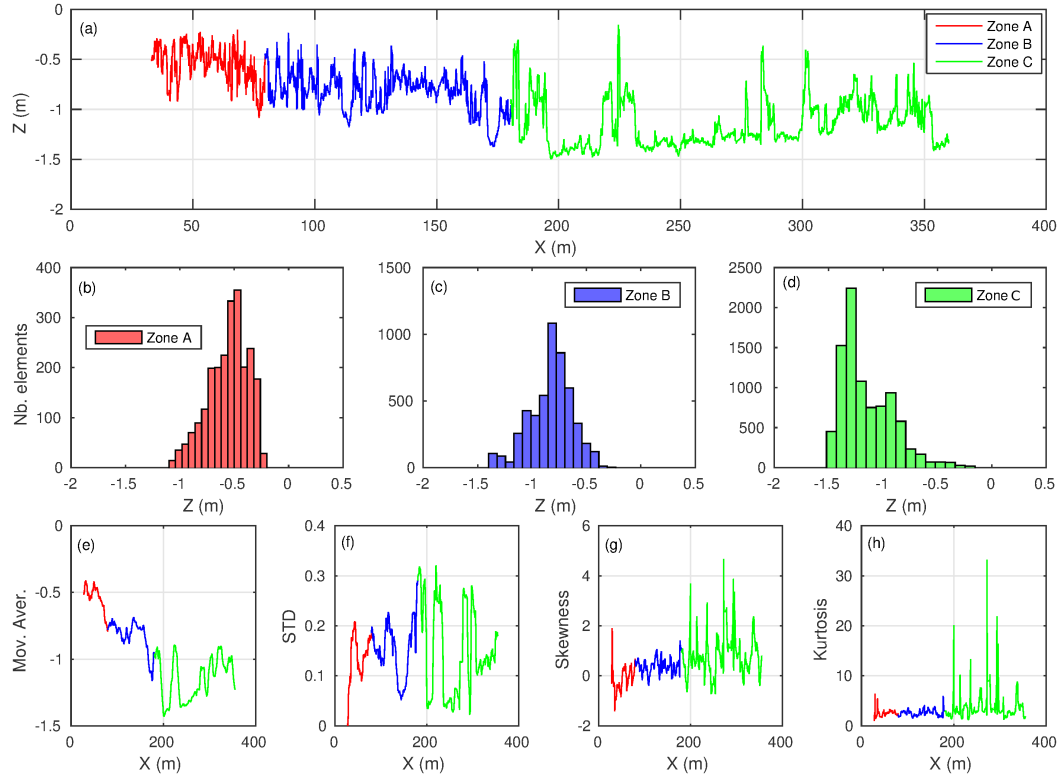 (a)
Zone A
Zone B
Zone C
Z (m)
0
-0.5
-1
-1.5
-2
0 50 100 150 200 250 300 350 400
X (m)
(b)
Zone A
Nb. elements
400
300
200
100
0
-2 -1.5 -1 -0.5 0 0.5
Z (m)
(c)
Zone B
1500
1000
500
0
-2 -1.5 -1 -0.5 0 0.5
Z (m)
(d)
Zone C
2500
2000
1500
1000
500
0
-2 -1.5 -1 -0.5 0 0.5
Z (m)
(e)
Mov. Aver.
0
-0.5
-1
-1.5
0 200 400
X (m)
(f)
STD
0.4
0.3
0.2
0.1
0
0 200 400
X (m)
(g)
Skewness
6
4
2
0
-2
0 200 400
X (m)
(h)
Kurtosis
40
30
20
10
0
0 200 400
X (m)